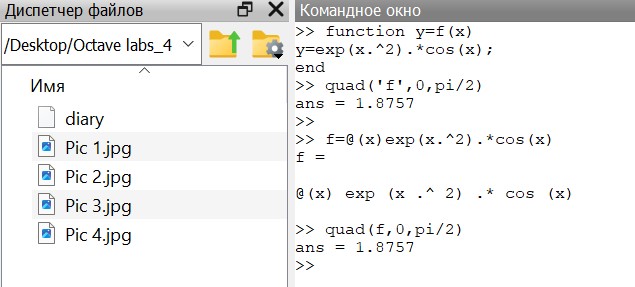 Диспетчер файлов
/Desktop/Octave labs_4
Имя
diary
Pic 1.jpg
Pic 2.jpg
Pic 3.jpg
Pic 4.jpg
Командное окно
>> function y=f(x)
y=exp(x.^2).*cos(x);
end
>> quad('f',0,pi/2)
ans = 1.8757
>>
>> f=@(x)exp(x.^2).*cos(x)
f =
@(x) exp (x .^ 2) .* cos (x)
>> quad(f,0,pi/2)
ans = 1.8757
>>